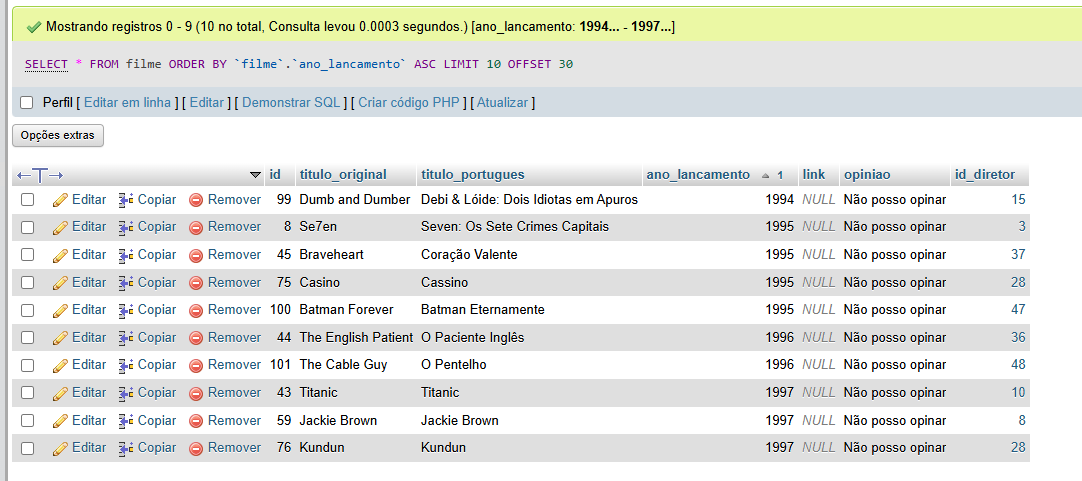 Mostrando registros 0 - 9 (10 no total, Consulta levou 0.0003 segundos.) [ano_lancamento: 1994... - 1997...]
SELECT * FROM filme ORDER BY `filme`.`ano_lancamento` ASC LIMIT 10 OFFSET 30
Perfil [ Editar em linha ] [ Editar ] [ Demonstrar SQL ] [ Criar código PHP ] [ Atualizar ]
Opções extras
←T→ id titulo_original titulo_portugues ano_lancamento 1 link opiniao id_diretor
Editar Copiar Remover 99 Dumb and Dumber Debi & Lóide: Dois Idiotas em Apuros 1994 NULL Não posso opinar 15
Editar Copiar Remover 8 Se7en Seven: Os Sete Crimes Capitais 1995 NULL Não posso opinar 3
Editar Copiar Remover 45 Braveheart Coração Valente 1995 NULL Não posso opinar 37
Editar Copiar Remover 75 Casino Cassino 1995 NULL Não posso opinar 28
Editar Copiar Remover 100 Batman Forever Batman Eternamente 1995 NULL Não posso opinar 47
Editar Copiar Remover 44 The English Patient O Paciente Inglês 1996 NULL Não posso opinar 36
Editar Copiar Remover 101 The Cable Guy O Pentelho 1996 NULL Não posso opinar 48
Editar Copiar Remover 43 Titanic Titanic 1997 NULL Não posso opinar 10
Editar Copiar Remover 59 Jackie Brown Jackie Brown 1997 NULL Não posso opinar 8
Editar Copiar Remover 76 Kundun Kundun 1997 NULL Não posso opinar 28